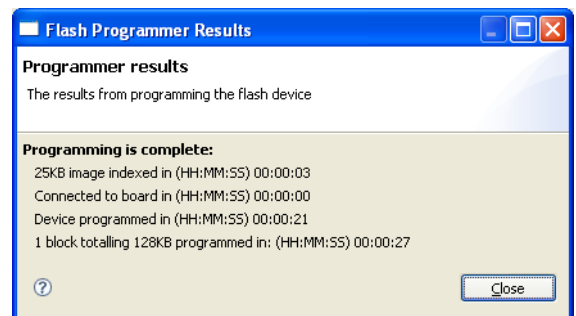 Flash Programmer Results
Programmer results
The results from programming the flash device
Programming is complete:
25KB image indexed in (HH:MM:SS) 00:00:03
Connected to board in (HH:MM:SS) 00:00:00
Device programmed in (HH:MM:SS) 00:00:21
1 block totalling 128KB programmed in: (HH:MM:SS) 00:00:27
?
Close